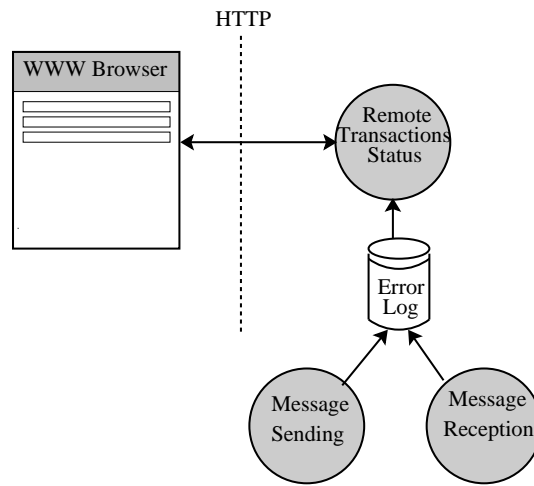 HTTP
WWW Browser
Remote
Transactions
Status
Error
Log
Message
Sending
Message
Reception